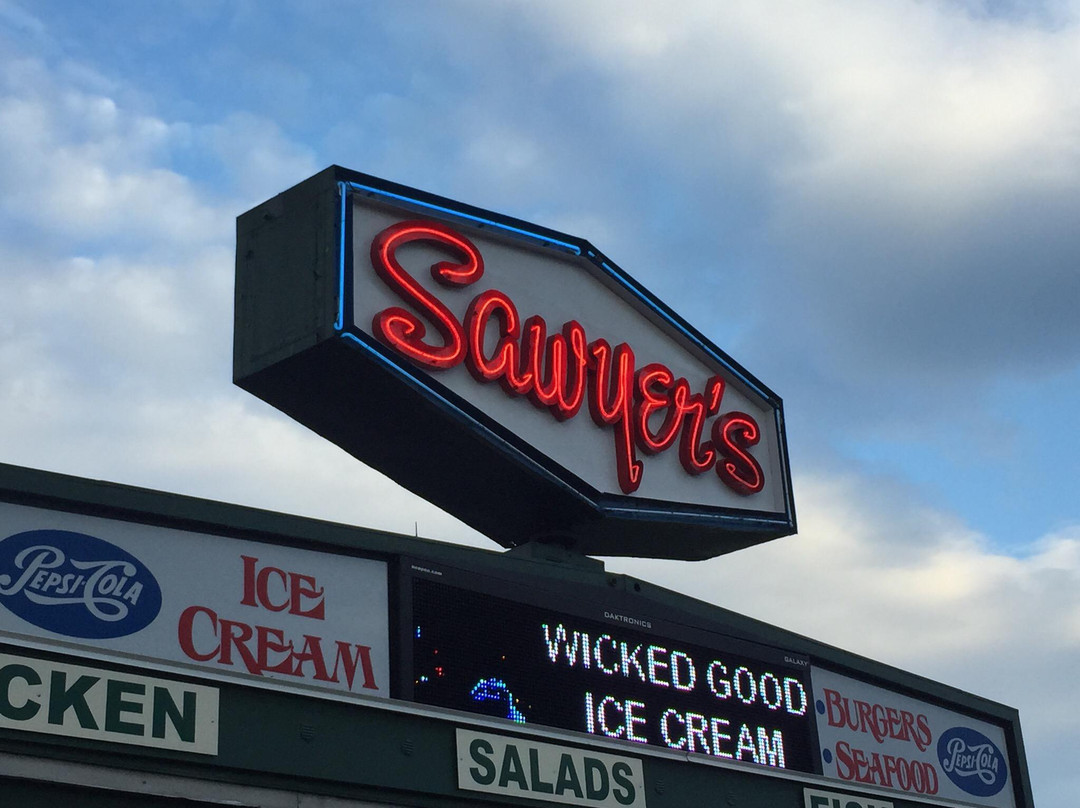 Sawyer's
PEPSI-COLA
ICE
CREAM
DAKTRONICS
GALAXY
WICKED GOOD
ICE CREAM
BURGERS
SEAFOOD
PEPSI-COLA
CKEN
SALADS